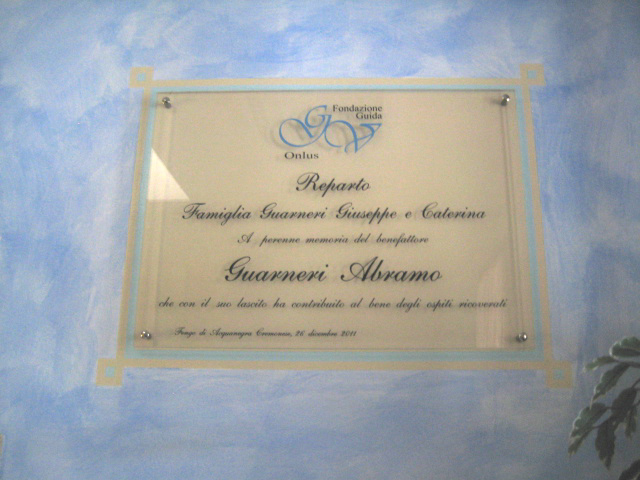 Fondazione
Guida
GV
Onlus
Reparto
Famiglia Guarneri Giuseppe e Caterina
A perenne memoria del benefattore
Guarneri Abramo
che con il suo lascito ha contribuito al bene degli ospiti ricoverati
Fengo di Acquanegra Cremonese, 26 dicembre 2011